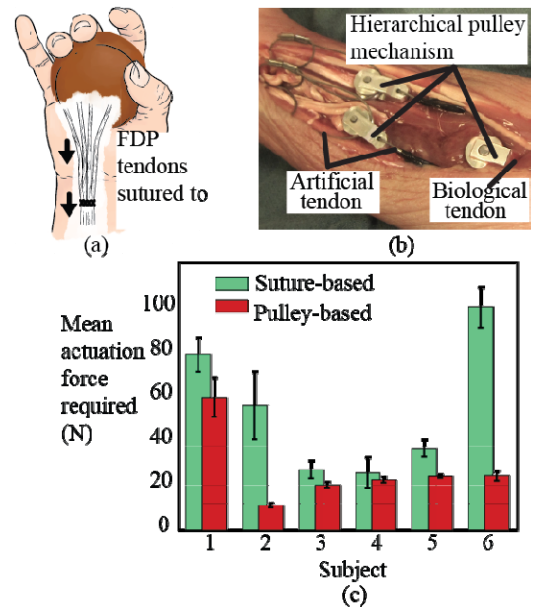 FDP
tendons
sutured to
(a)
Hierarchical pulley
mechanism
Artificial
tendon
Biological
tendon
(b)
Suture-based
Pulley-based
Mean
actuation
force
required
(N)
100
80
60
40
20
0
1 2 3 4 5 6
Subject
(c)